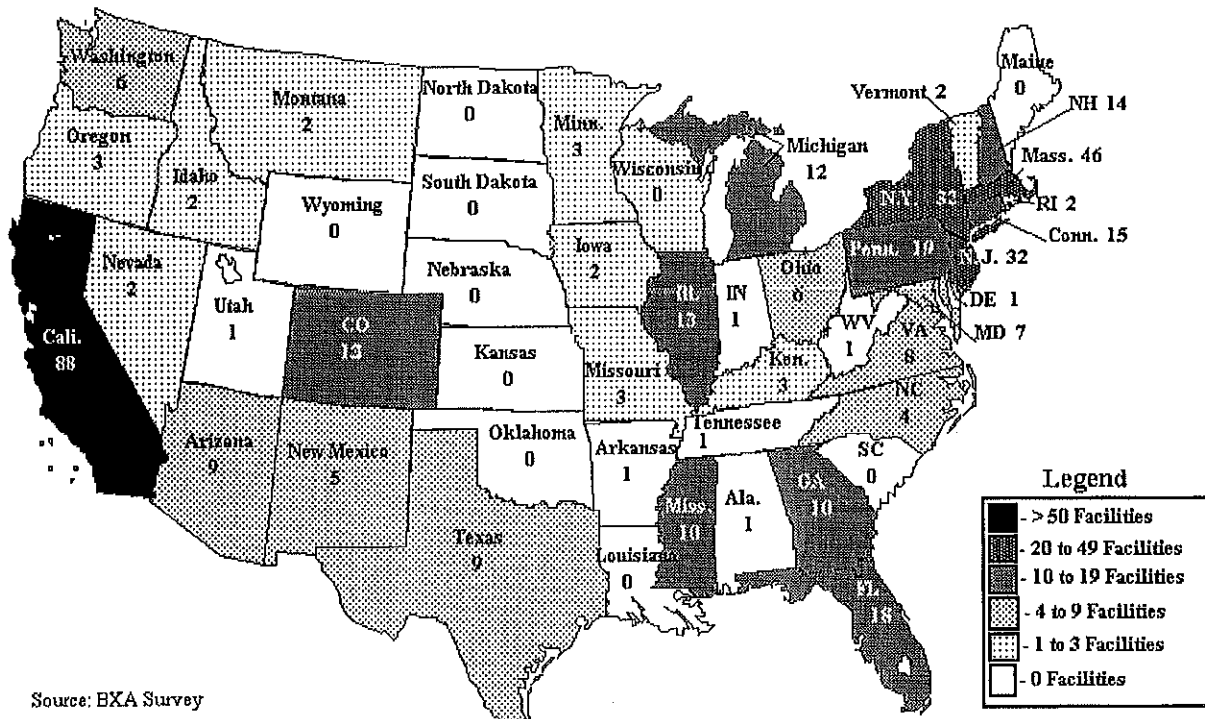 Washington
6
Oregon
3
Idaho
2
Montana
2
North Dakota
0
South Dakota
0
Wyoming
0
Nebraska
0
Nevada
2
Utah
1
CO
13
Kansas
0
Cali.
88
Arizona
9
New Mexico
5
Oklahoma
0
Texas
9
Minn.
3
Wisconsin
0
Iowa
2
Missouri
3
IL
13
IN
1
Michigan
12
Ohio
6
Ken.
3
Tennessee
1
Arkansas
1
Louisiana
0
Miss.
10
Ala.
1
GA
10
FL
18
SC
0
NC
4
VA
8
WV
1
Maine
0
Vermont 2
NH 14
Mass. 46
RI 2
Conn. 15
N.Y. 33
Penn. 19
N.J. 32
DE 1
MD 7
Legend
- > 50 Facilities
- 20 to 49 Facilities
- 10 to 19 Facilities
- 4 to 9 Facilities
- 1 to 3 Facilities
- 0 Facilities
Source: BXA Survey